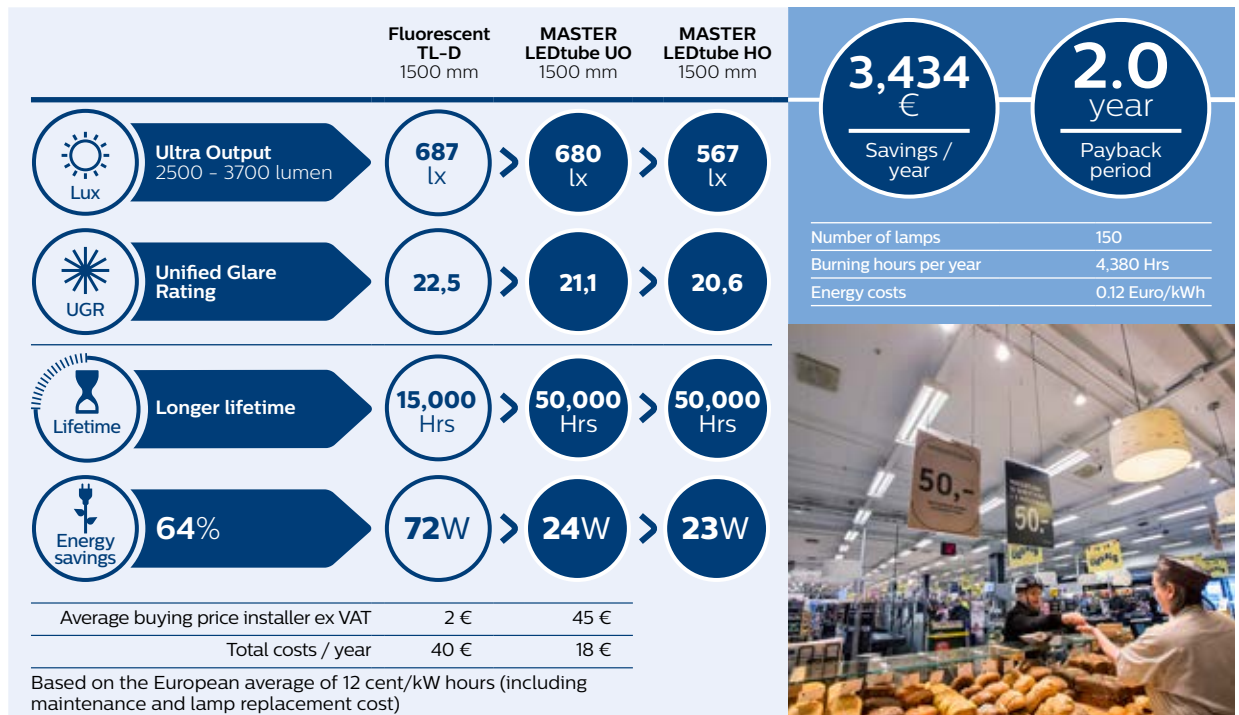 Fluorescent
TL-D
1500 mm
MASTER
LEDtube UO
1500 mm
MASTER
LEDtube HO
1500 mm
Lux
Ultra Output
2500 - 3700 lumen
687
lx
>
680
lx
>
567
lx
UGR
Unified Glare
Rating
22,5
>
21,1
>
20,6
Lifetime
Longer lifetime
15,000
Hrs
>
50,000
Hrs
>
50,000
Hrs
Energy
savings
64%
72W
>
24W
>
23W
Average buying price installer ex VAT 2 € 45 €
Total costs / year 40 € 18 €
Based on the European average of 12 cent/kW hours (including
maintenance and lamp replacement cost)
3,434
€
Savings /
year
2.0
year
Payback
period
Number of lamps 150
Burning hours per year 4,380 Hrs
Energy costs 0.12 Euro/kWh
50,-
50,-